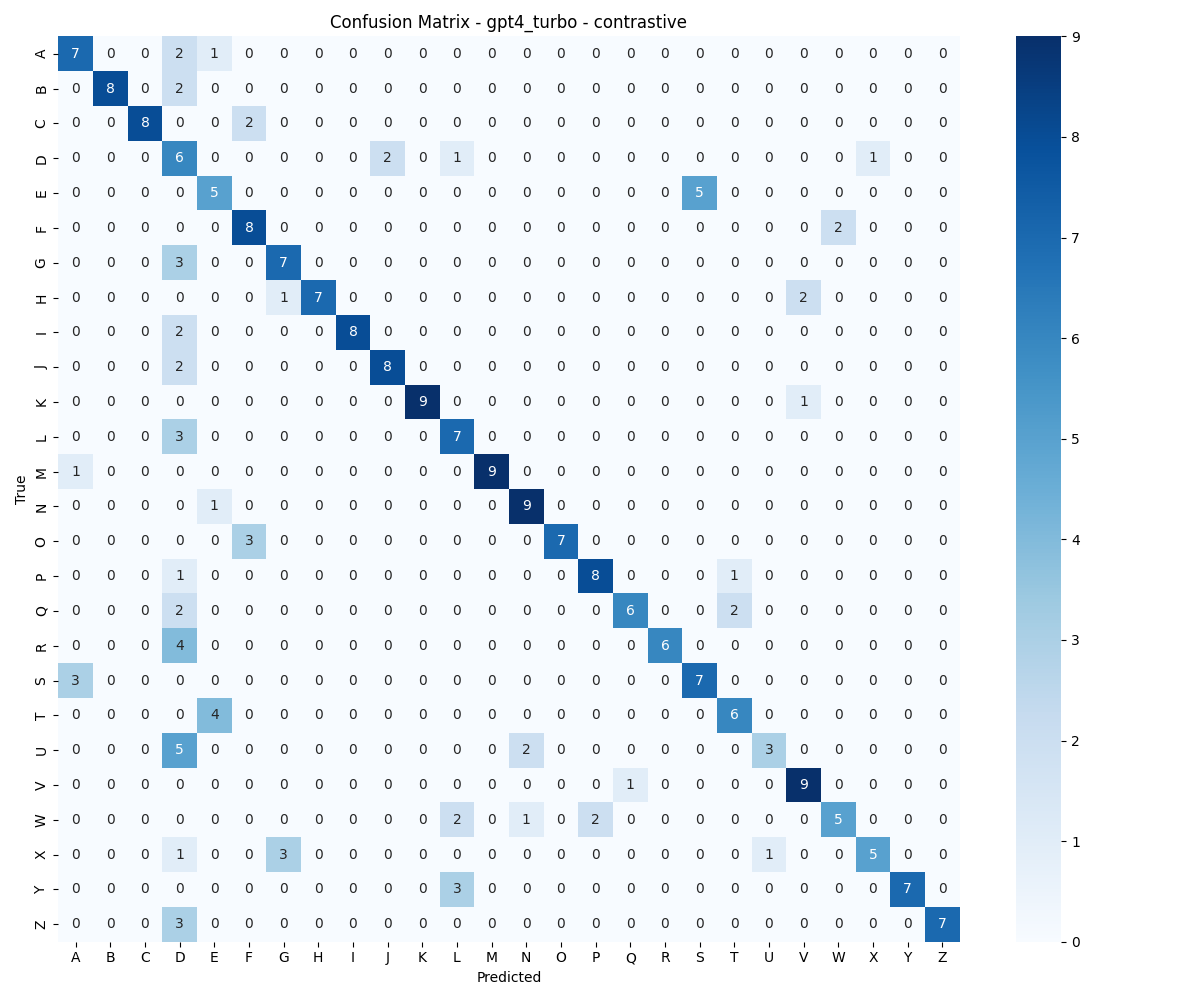 Confusion Matrix - gpt4_turbo - contrastive
A 7 0 0 2 1 0 0 0 0 0 0 0 0 0 0 0 0 0 0 0 0 0 0 0 0 0
B 0 8 0 2 0 0 0 0 0 0 0 0 0 0 0 0 0 0 0 0 0 0 0 0 0 0
C 0 0 8 0 0 2 0 0 0 0 0 0 0 0 0 0 0 0 0 0 0 0 0 0 0 0
D 0 0 0 6 0 0 0 0 0 2 0 1 0 0 0 0 0 0 0 0 0 0 0 1 0 0
E 0 0 0 0 5 0 0 0 0 0 0 0 0 0 0 0 0 0 5 0 0 0 0 0 0 0
F 0 0 0 0 0 8 0 0 0 0 0 0 0 0 0 0 0 0 0 0 0 0 2 0 0 0
G 0 0 0 3 0 0 7 0 0 0 0 0 0 0 0 0 0 0 0 0 0 0 0 0 0 0
H 0 0 0 0 0 0 1 7 0 0 0 0 0 0 0 0 0 0 0 0 0 2 0 0 0 0
I 0 0 0 2 0 0 0 0 8 0 0 0 0 0 0 0 0 0 0 0 0 0 0 0 0 0
J 0 0 0 2 0 0 0 0 0 8 0 0 0 0 0 0 0 0 0 0 0 0 0 0 0 0
K 0 0 0 0 0 0 0 0 0 0 9 0 0 0 0 0 0 0 0 0 0 1 0 0 0 0
L 0 0 0 3 0 0 0 0 0 0 0 7 0 0 0 0 0 0 0 0 0 0 0 0 0 0
M 1 0 0 0 0 0 0 0 0 0 0 0 9 0 0 0 0 0 0 0 0 0 0 0 0 0
N 0 0 0 0 1 0 0 0 0 0 0 0 0 9 0 0 0 0 0 0 0 0 0 0 0 0
O 0 0 0 0 0 3 0 0 0 0 0 0 0 0 7 0 0 0 0 0 0 0 0 0 0 0
P 0 0 0 1 0 0 0 0 0 0 0 0 0 0 0 8 0 0 0 1 0 0 0 0 0 0
Q 0 0 0 2 0 0 0 0 0 0 0 0 0 0 0 0 6 0 0 2 0 0 0 0 0 0
R 0 0 0 4 0 0 0 0 0 0 0 0 0 0 0 0 0 6 0 0 0 0 0 0 0 0
S 3 0 0 0 0 0 0 0 0 0 0 0 0 0 0 0 0 0 7 0 0 0 0 0 0 0
T 0 0 0 0 4 0 0 0 0 0 0 0 0 0 0 0 0 0 0 6 0 0 0 0 0 0
U 0 0 0 5 0 0 0 0 0 0 0 0 0 2 0 0 0 0 0 0 3 0 0 0 0 0
V 0 0 0 0 0 0 0 0 0 0 0 0 0 0 0 0 1 0 0 0 0 9 0 0 0 0
W 0 0 0 0 0 0 0 0 0 0 0 2 0 1 0 2 0 0 0 0 0 0 5 0 0 0
X 0 0 0 1 0 0 3 0 0 0 0 0 0 0 0 0 0 0 0 0 1 0 0 5 0 0
Y 0 0 0 0 0 0 0 0 0 0 0 3 0 0 0 0 0 0 0 0 0 0 0 0 7 0
Z 0 0 0 3 0 0 0 0 0 0 0 0 0 0 0 0 0 0 0 0 0 0 0 0 0 7
A B C D E F G H I J K L M N O P Q R S T U V W X Y Z
Predicted
True
9
8
7
6
5
4
3
2
1
0